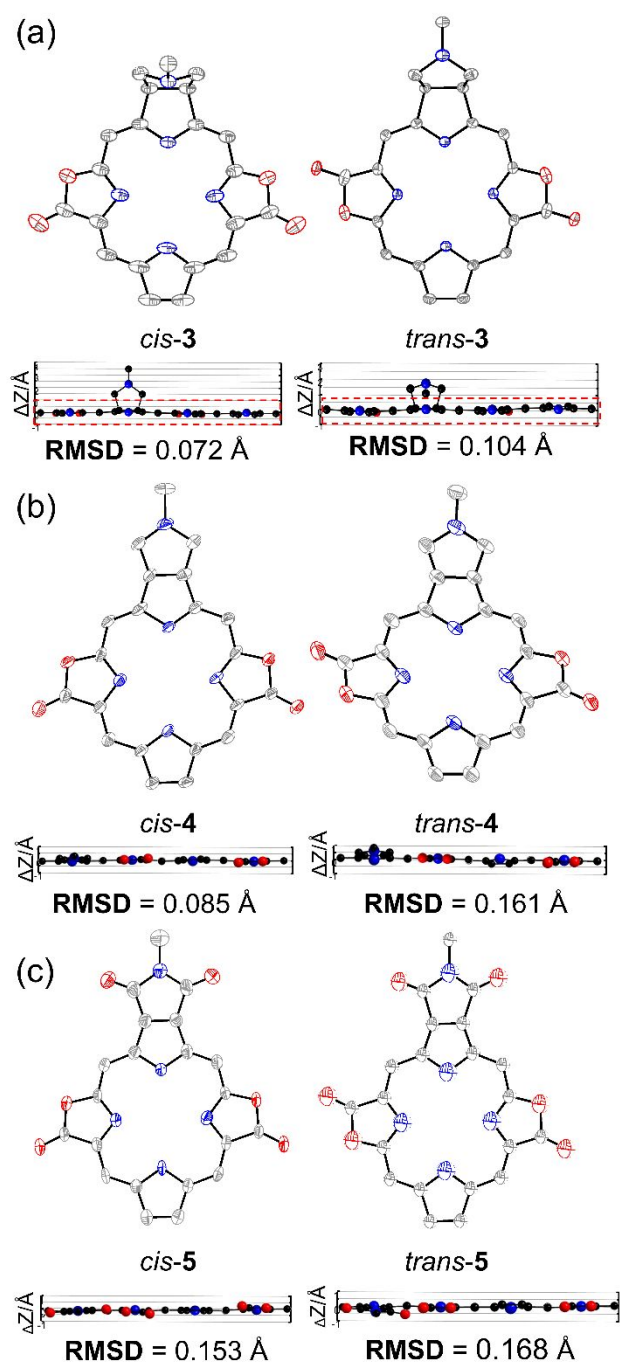 (a)
cis-3 trans-3
ΔZ/Å ΔZ/Å
RMSD = 0.072 Å RMSD = 0.104 Å
(b)
cis-4 trans-4
ΔZ/Å ΔZ/Å
RMSD = 0.085 Å RMSD = 0.161 Å
(c)
cis-5 trans-5
ΔZ/Å ΔZ/Å
RMSD = 0.153 Å RMSD = 0.168 Å